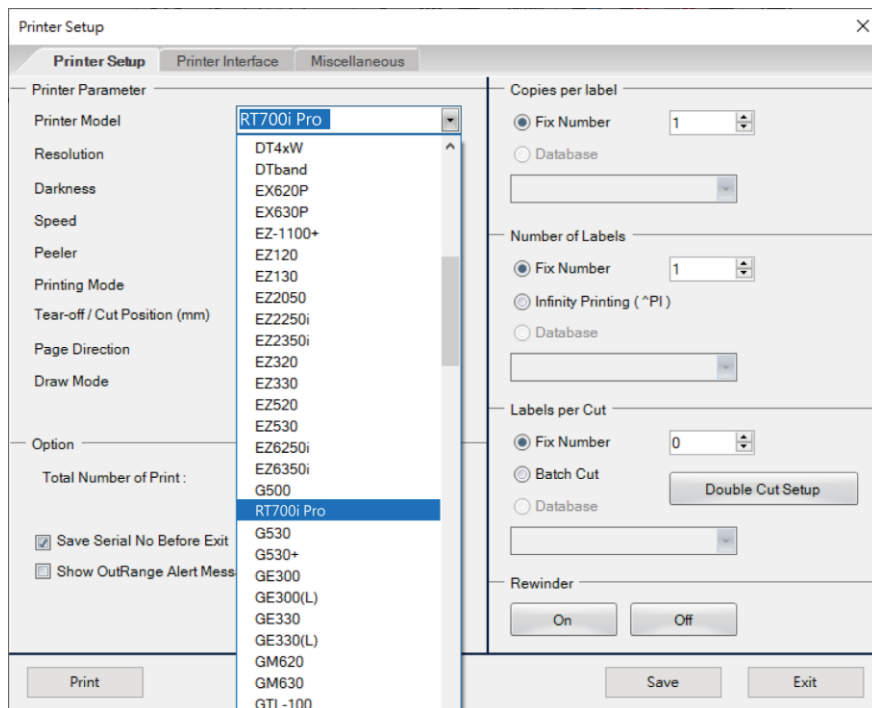 Printer Setup
Printer Setup
Printer Interface
Miscellaneous
Printer Parameter
Printer Model
RT700i Pro
Resolution
Darkness
Speed
Peeler
Printing Mode
Tear-off / Cut Position (mm)
Page Direction
Draw Mode
DT4xW
DTband
EX620P
EX630P
EZ-1100+
EZ120
EZ130
EZ2050
EZ2250i
EZ2350i
EZ320
EZ330
EZ520
EZ530
EZ6250i
EZ6350i
G500
RT700i Pro
G530
G530+
GE300
GE300(L)
GE330
GE330(L)
GM620
GM630
GTL-100
Option
Total Number of Print :
Save Serial No Before Exit
Show OutRange Alert Mess
Copies per label
Fix Number
1
Database
Number of Labels
Fix Number
1
Infinity Printing ( ^PI )
Database
Labels per Cut
Fix Number
0
Batch Cut
Double Cut Setup
Database
Rewinder
On
Off
Print
Save
Exit